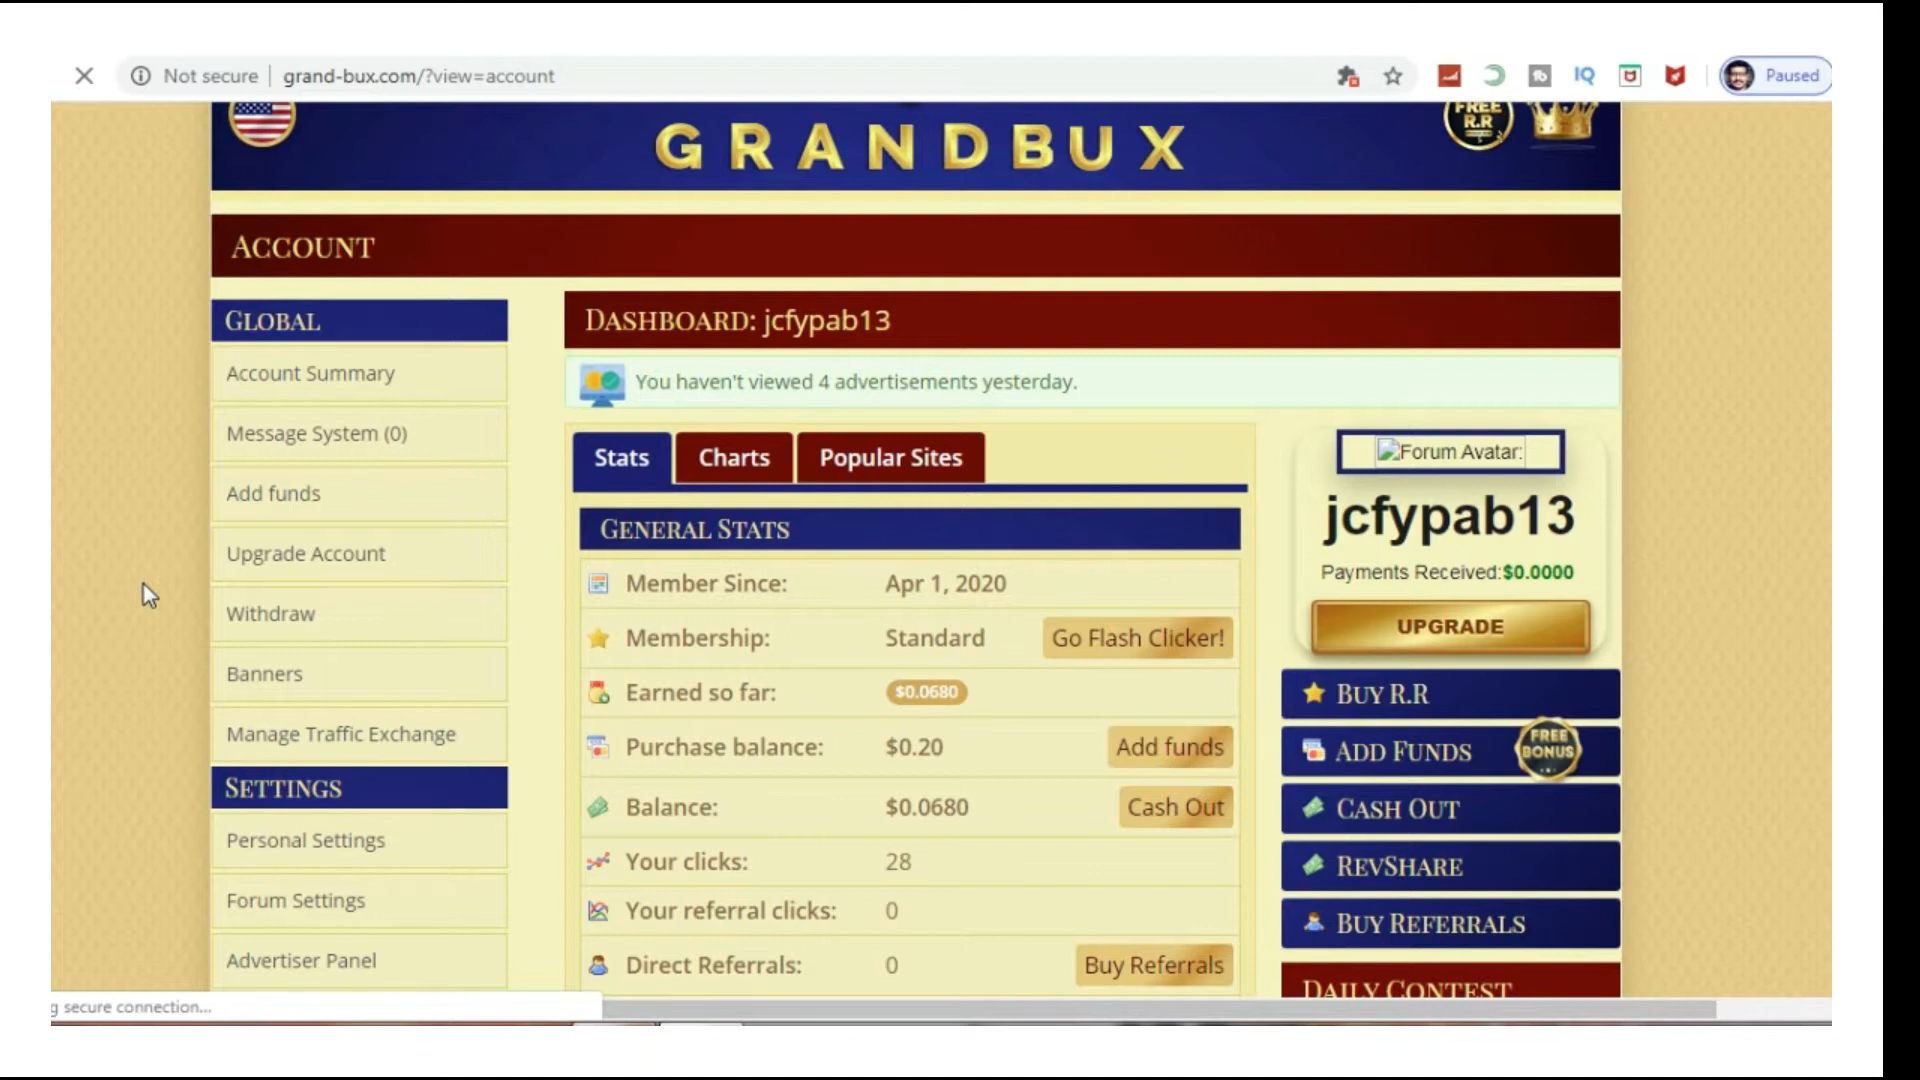 Not secure grand-bux.com/?view=account
IQ
Paused
FREE
R.R
GRANDBUX
ACCOUNT
GLOBAL
Account Summary
Message System (0)
Add funds
Upgrade Account
Withdraw
Banners
Manage Traffic Exchange
SETTINGS
Personal Settings
Forum Settings
Advertiser Panel
DASHBOARD: jcfypab13
You haven't viewed 4 advertisements yesterday.
Stats Charts Popular Sites
GENERAL STATS
Member Since: Apr 1, 2020
Membership: Standard Go Flash Clicker!
Earned so far: $0.0680
Purchase balance: $0.20 Add funds
Balance: $0.0680 Cash Out
Your clicks: 28
Your referral clicks: 0
Direct Referrals: 0 Buy Referrals
Forum Avatar:
jcfypab13
Payments Received:$0.0000
UPGRADE
BUY R.R
ADD FUNDS
FREE
BONUS
CASH OUT
REVSHARE
BUY REFERRALS
DAILY CONTEST
g secure connection...